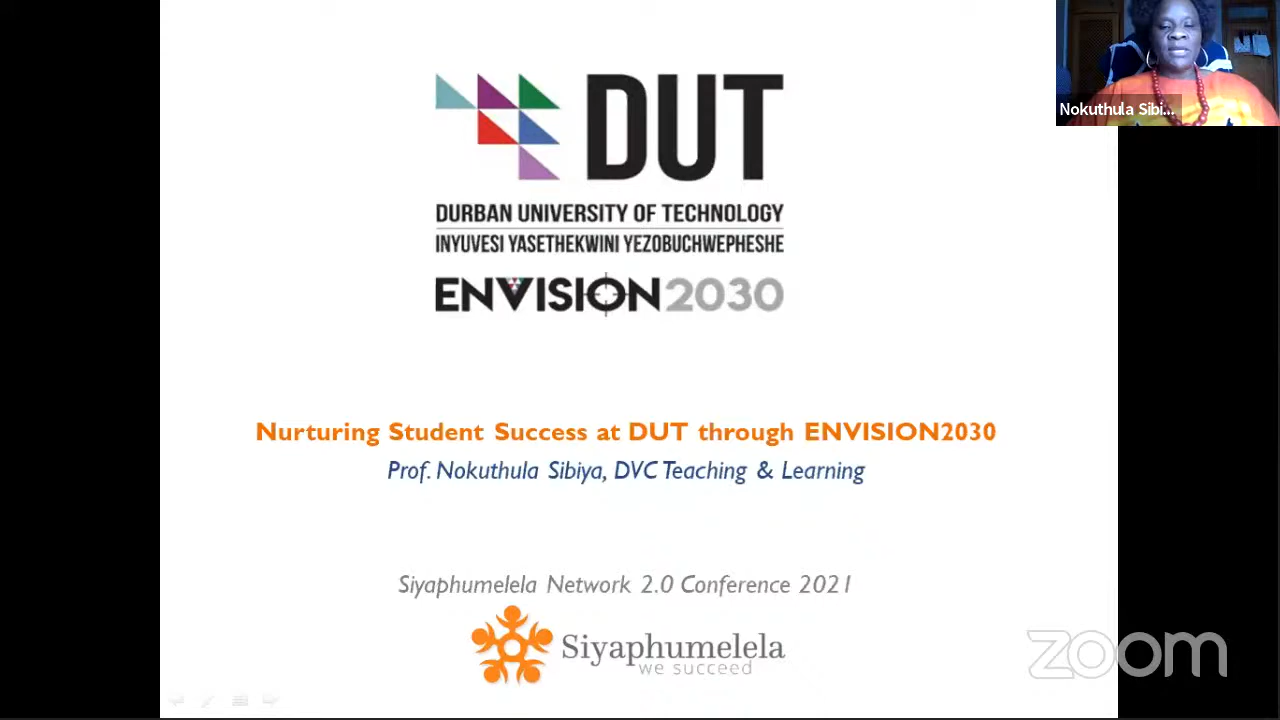 DUT
DURBAN UNIVERSITY OF TECHNOLOGY
INYUVESI YASETHEKWINI YEZOBUCHWEPHESHE
ENVISION2030
Nokuthula Sibi...
Nurturing Student Success at DUT through ENVISION2030
Prof. Nokuthula Sibiya, DVC Teaching & Learning
Siyaphumelela Network 2.0 Conference 2021
Siyaphumelela
we succeed
zoom